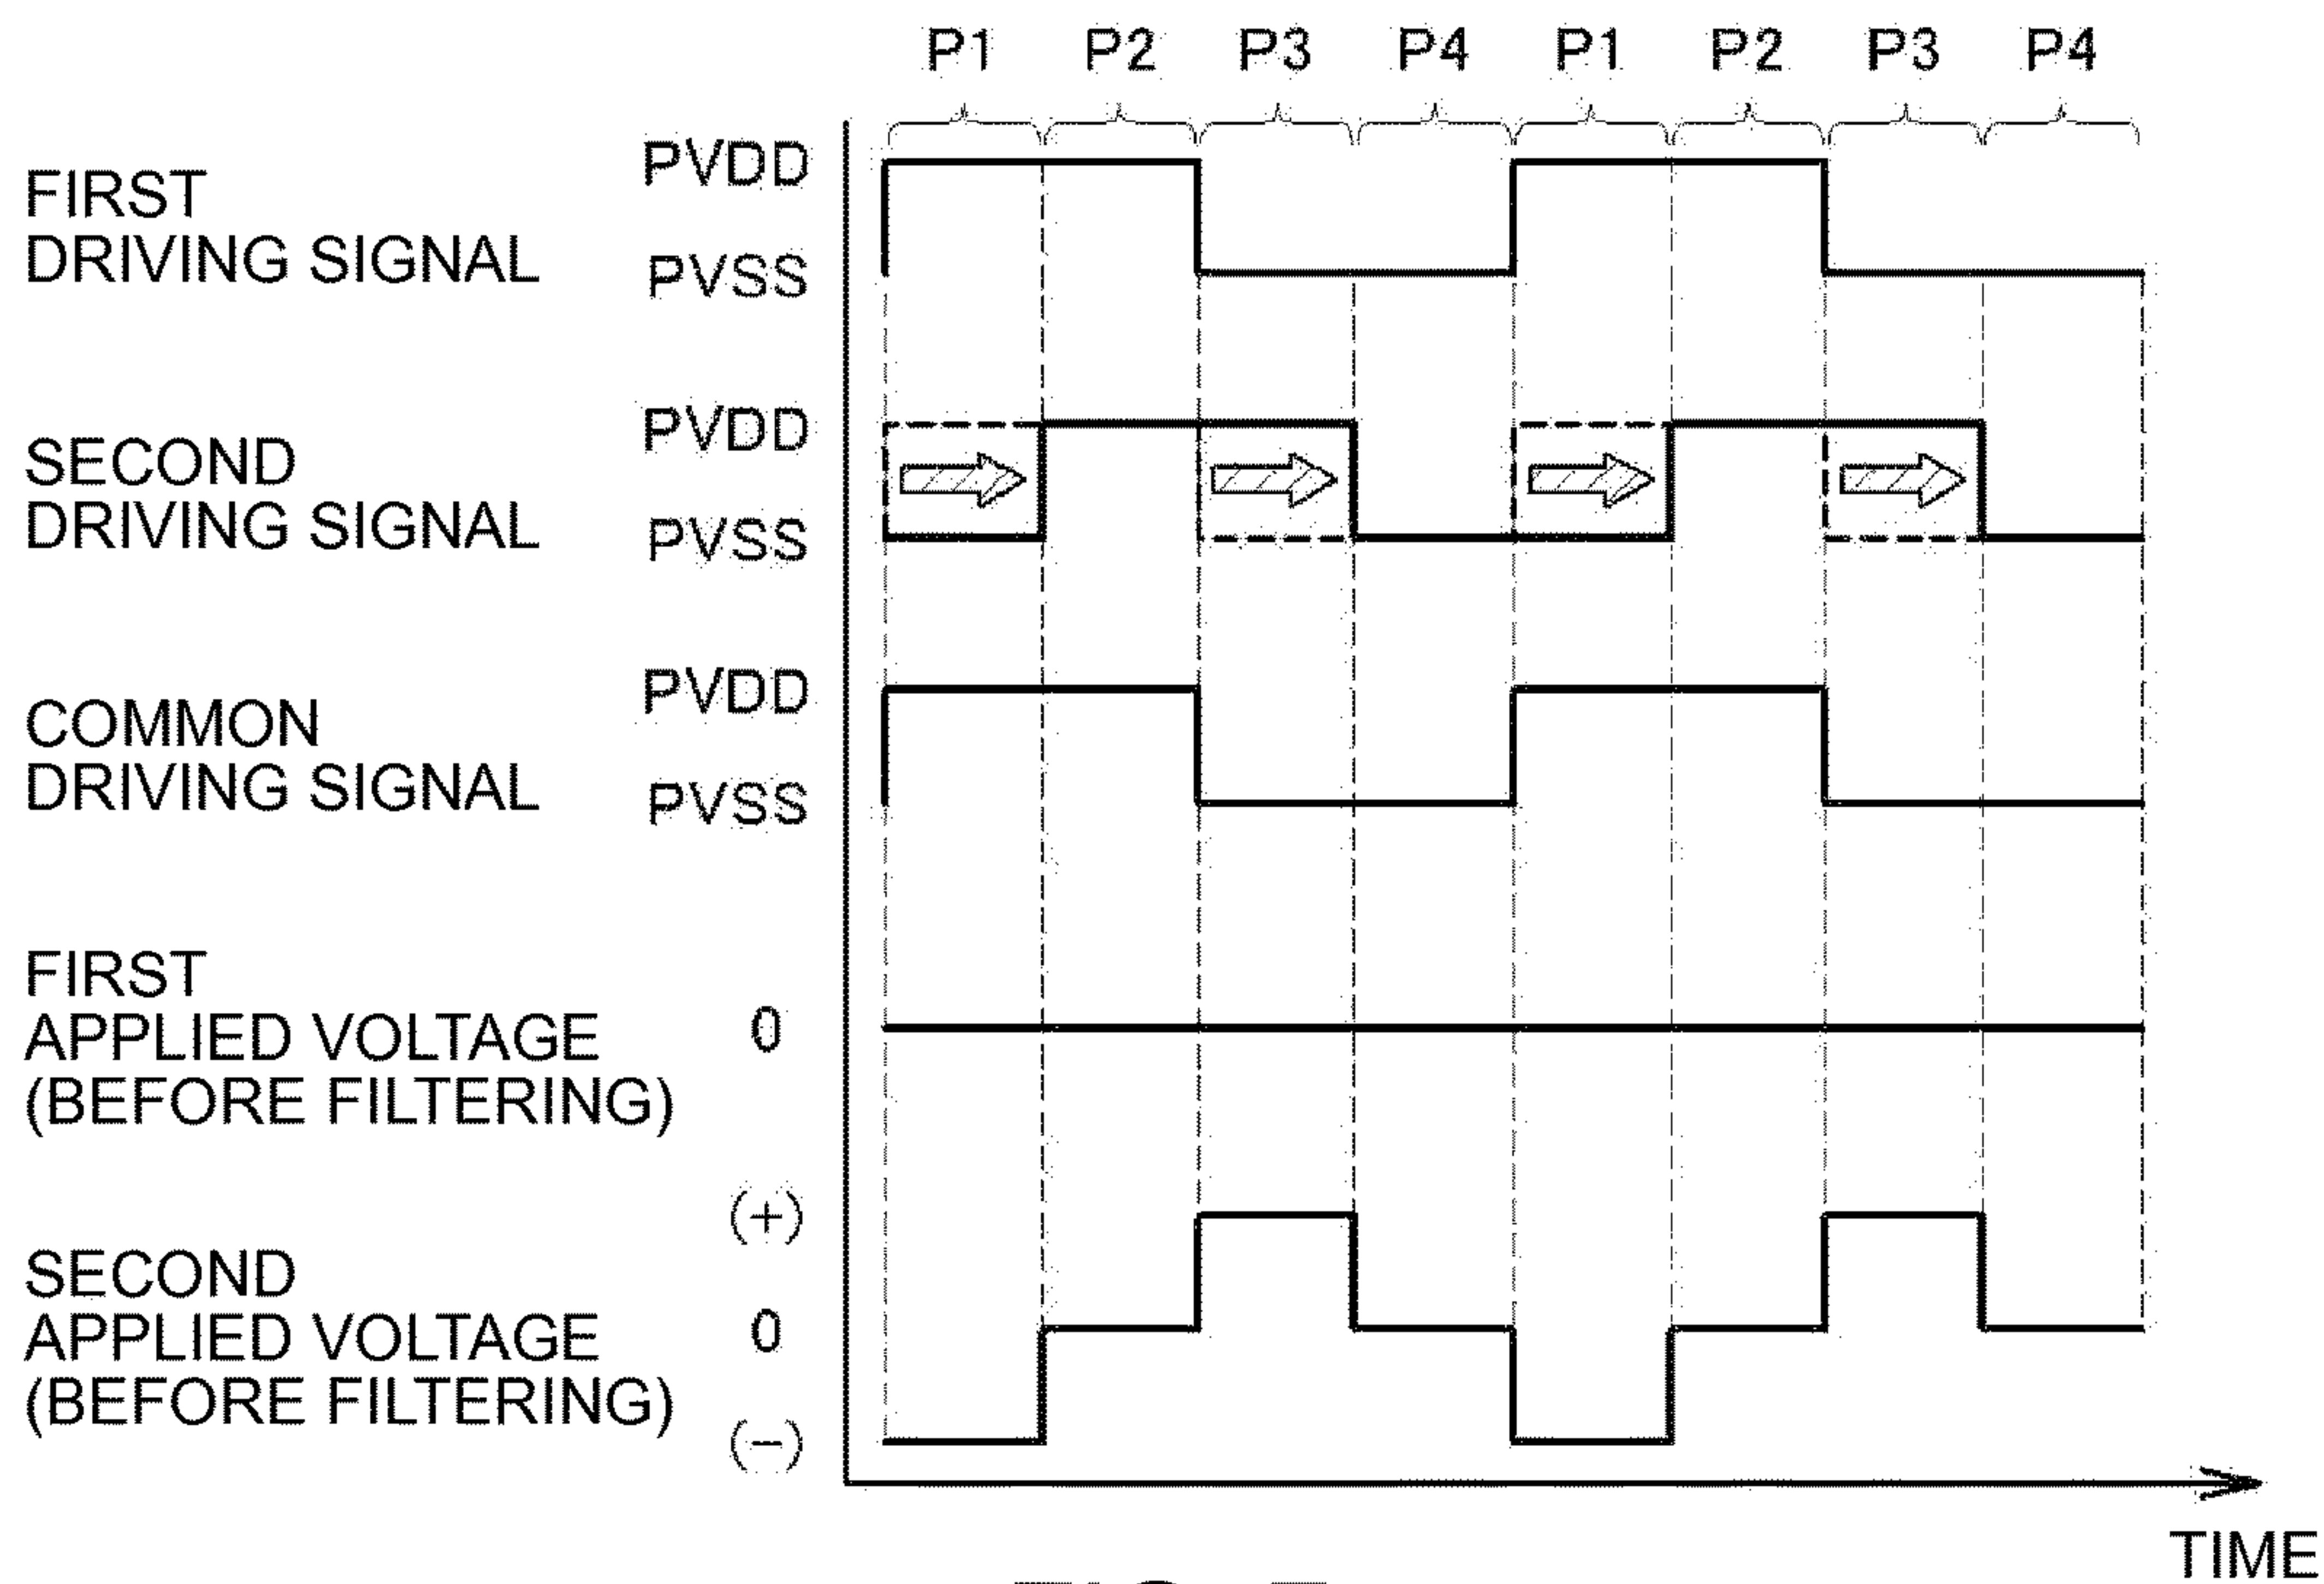 P1 P2 P3 P4 P1 P2 P3 P4
PVDD
FIRST
DRIVING SIGNAL
PVSS
PVDD
SECOND
DRIVING SIGNAL
PVSS
PVDD
COMMON
DRIVING SIGNAL
PVSS
FIRST
APPLIED VOLTAGE 0
(BEFORE FILTERING)
(+)
SECOND
APPLIED VOLTAGE 0
(BEFORE FILTERING)
(−)
TIME